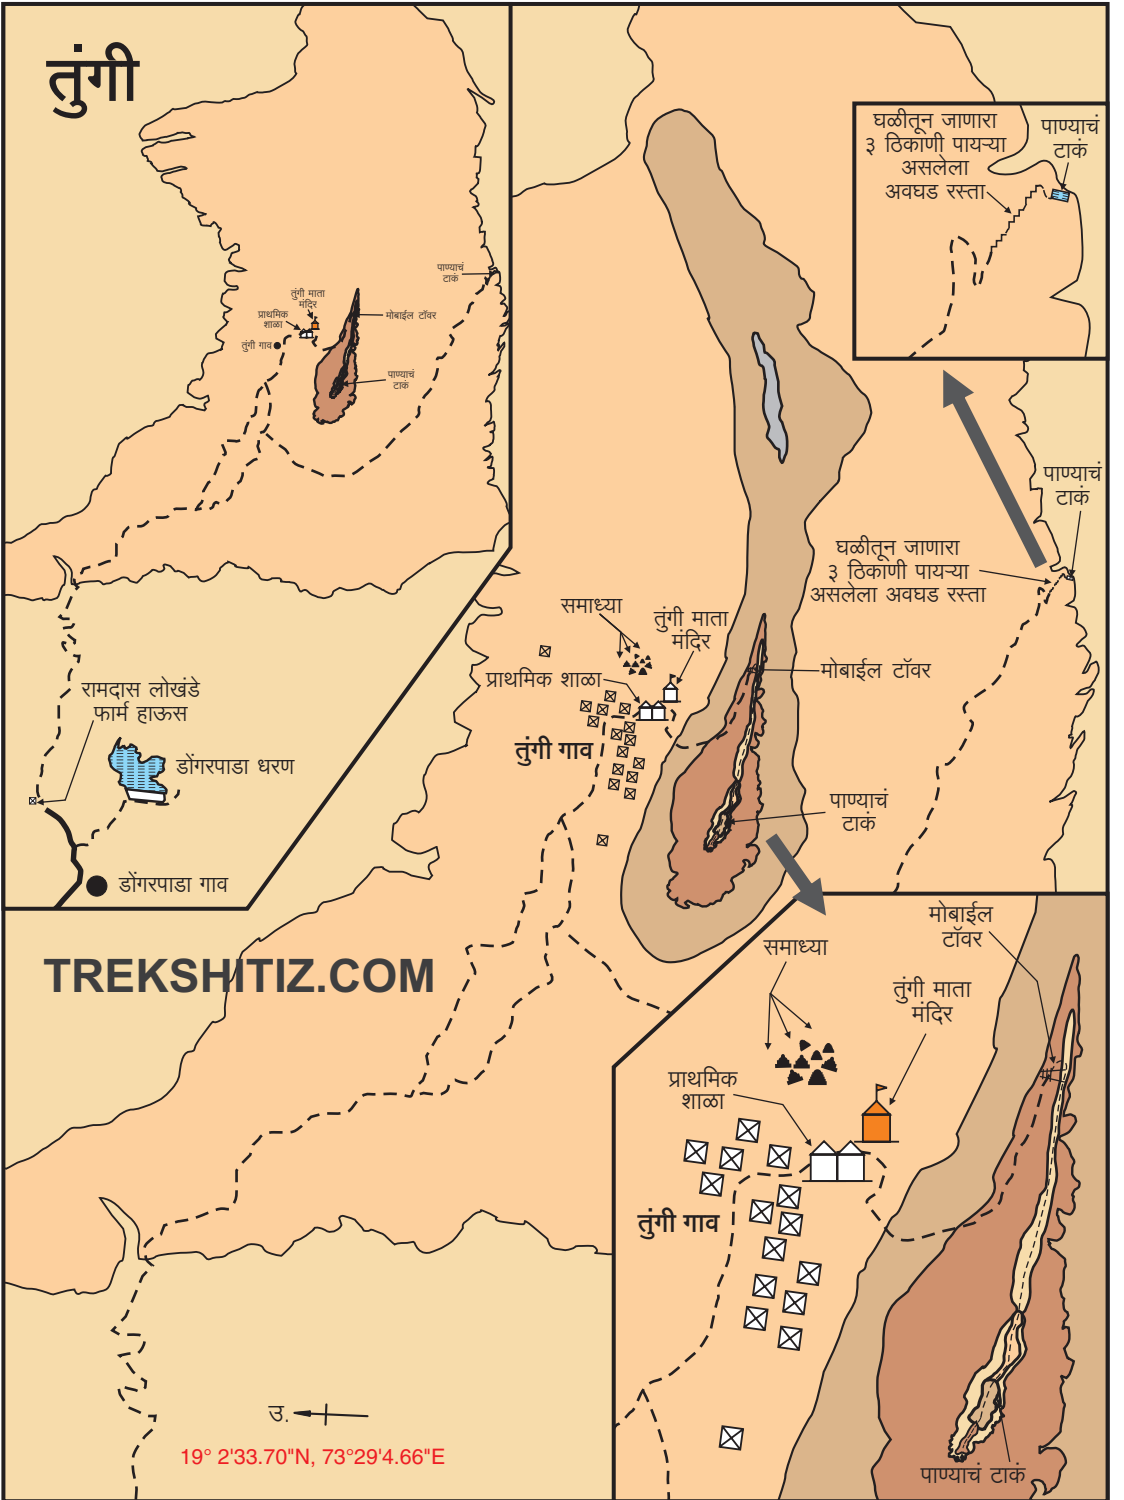 तुंगी
पाण्याचं
टाकं
तुंगी माता
मंदिर
प्राथमिक
शाळा
मोबाईल टॉवर
तुंगी गाव
पाण्याचं
टाकं
रामदास लोखंडे
फार्म हाऊस
डोंगरपाडा धरण
डोंगरपाडा गाव
घळीतून जाणारा
३ ठिकाणी पायऱ्या
असलेला
अवघड रस्ता
पाण्याचं
टाकं
पाण्याचं
टाकं
घळीतून जाणारा
३ ठिकाणी पायऱ्या
असलेला अवघड रस्ता
समाध्या
तुंगी माता
मंदिर
प्राथमिक शाळा
मोबाईल टॉवर
तुंगी गाव
पाण्याचं
टाकं
TREKSHITIZ.COM
मोबाईल
टॉवर
समाध्या
तुंगी माता
मंदिर
प्राथमिक
शाळा
तुंगी गाव
पाण्याचं टाकं
उ.
19° 2'33.70"N, 73°29'4.66"E